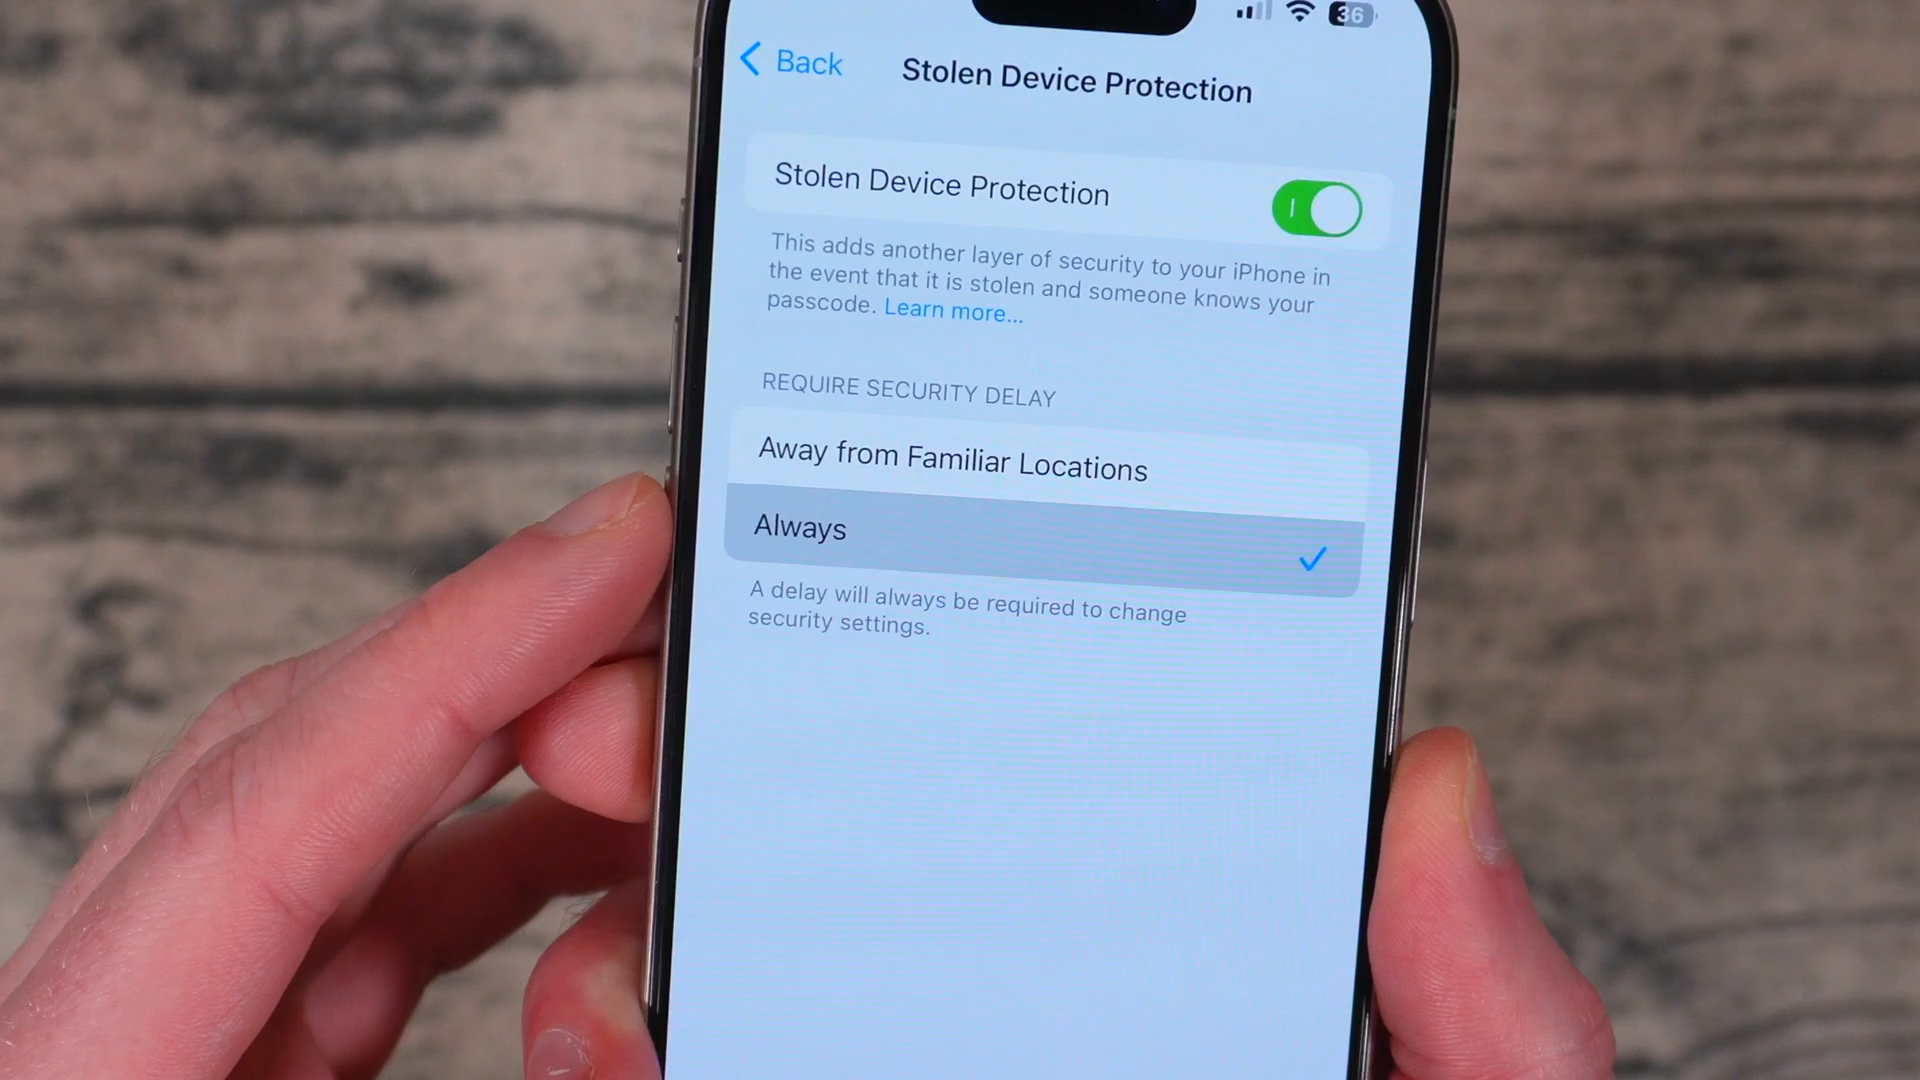 36
Back
Stolen Device Protection
Stolen Device Protection
This adds another layer of security to your iPhone in
the event that it is stolen and someone knows your
passcode. Learn more...
REQUIRE SECURITY DELAY
Away from Familiar Locations
Always
A delay will always be required to change
security settings.